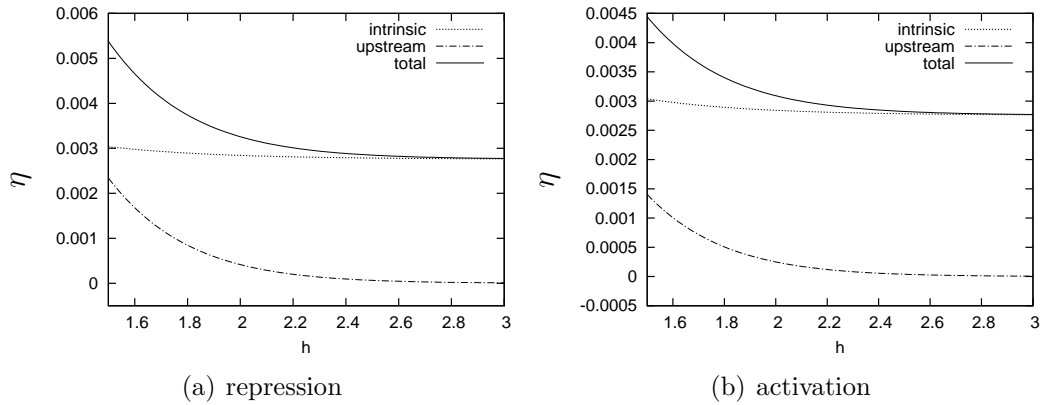 0.006
0.005
0.004
0.003
0.002
0.001
0
η
1.6 1.8 2 2.2 2.4 2.6 2.8 3
h
intrinsic
upstream
total
(a) repression
0.0045
0.004
0.0035
0.003
0.0025
0.002
0.0015
0.001
0.0005
0
-0.0005
η
1.6 1.8 2 2.2 2.4 2.6 2.8 3
h
intrinsic
upstream
total
(b) activation